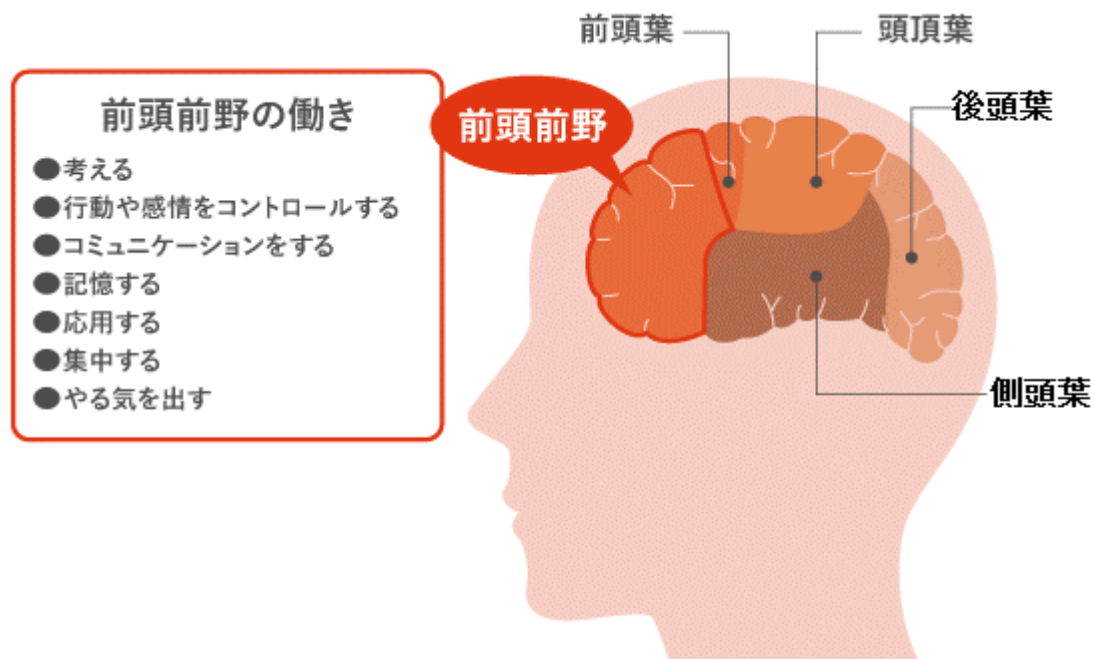 前頭葉
頭頂葉
後頭葉
前頭前野の働き
前頭前野
●考える
●行動や感情をコントロールする
●コミュニケーションをする
●記憶する
●応用する
●集中する
●やる気を出す
側頭葉